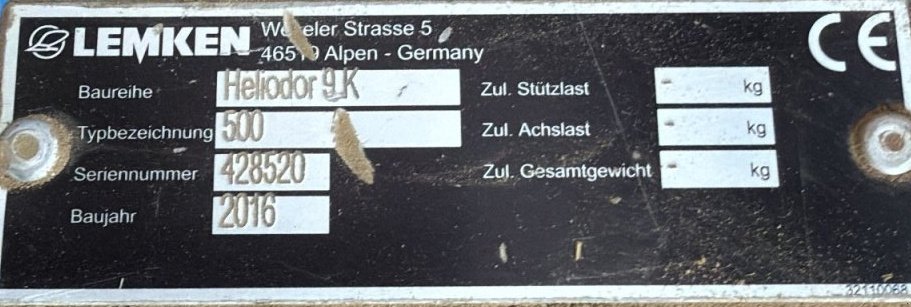 LEMKEN
Strasse 5
Alpen - Germany
CE
Baureihe Heliodor 9 K
Typbezeichnung 500
Seriennummer 428520
Baujahr 2016
Zul. Stützlast - kg
Zul. Achslast - kg
Zul. Gesamtgewicht - kg